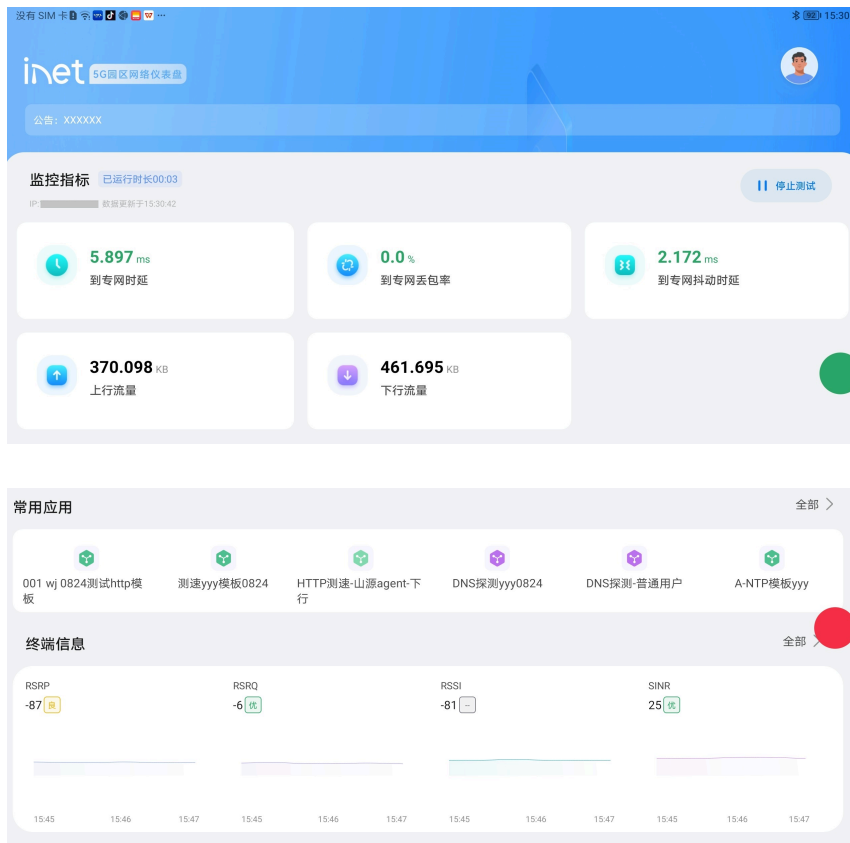 没有 SIM 卡 15:30
92
inet 5G园区网络仪表盘
公告：XXXXXX
监控指标 已运行时长00:03
停止测试
IP: 数据更新于15:30:42
5.897 ms
到专网时延
0.0 %
到专网丢包率
2.172 ms
到专网抖动时延
370.098 KB
上行流量
461.695 KB
下行流量
常用应用
全部
001 wj 0824测试http模
板
测速yyy模板0824
HTTP测速-山源agent-下
行
DNS探测yyy0824
DNS探测-普通用户
A-NTP模板yyy
终端信息
全部
RSRP
-87 良
RSRQ
-6 优
RSSI
-81 --
SINR
25 优
15:45 15:46 15:47
15:45 15:46 15:47
15:45 15:46 15:47
15:45 15:46 15:47